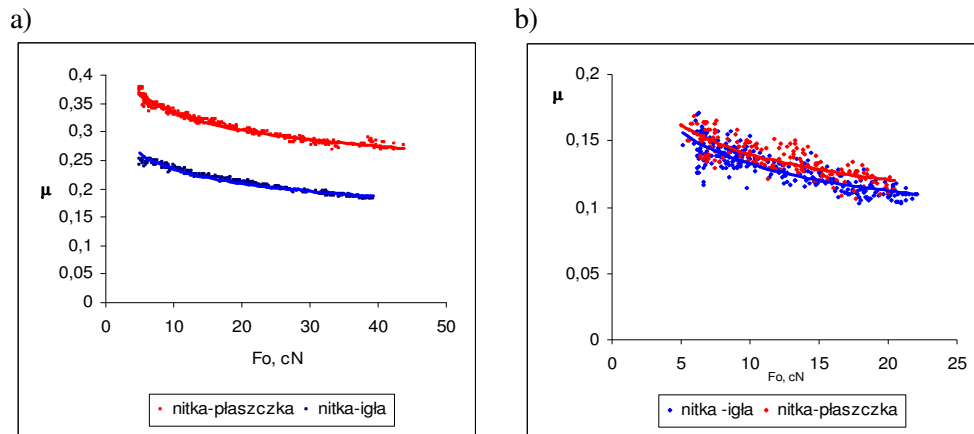 a)
0,4
0,35
0,3
0,25
μ
0,2
0,15
0,1
0,05
0
0 10 20 30 40 50
Fo, cN
nitka-płaszczka nitka-igła
b)
0,2
μ
0,15
0,1
0,05
0
0 5 10 15 20 25
Fo, cN
nitka -igła nitka-płaszczka